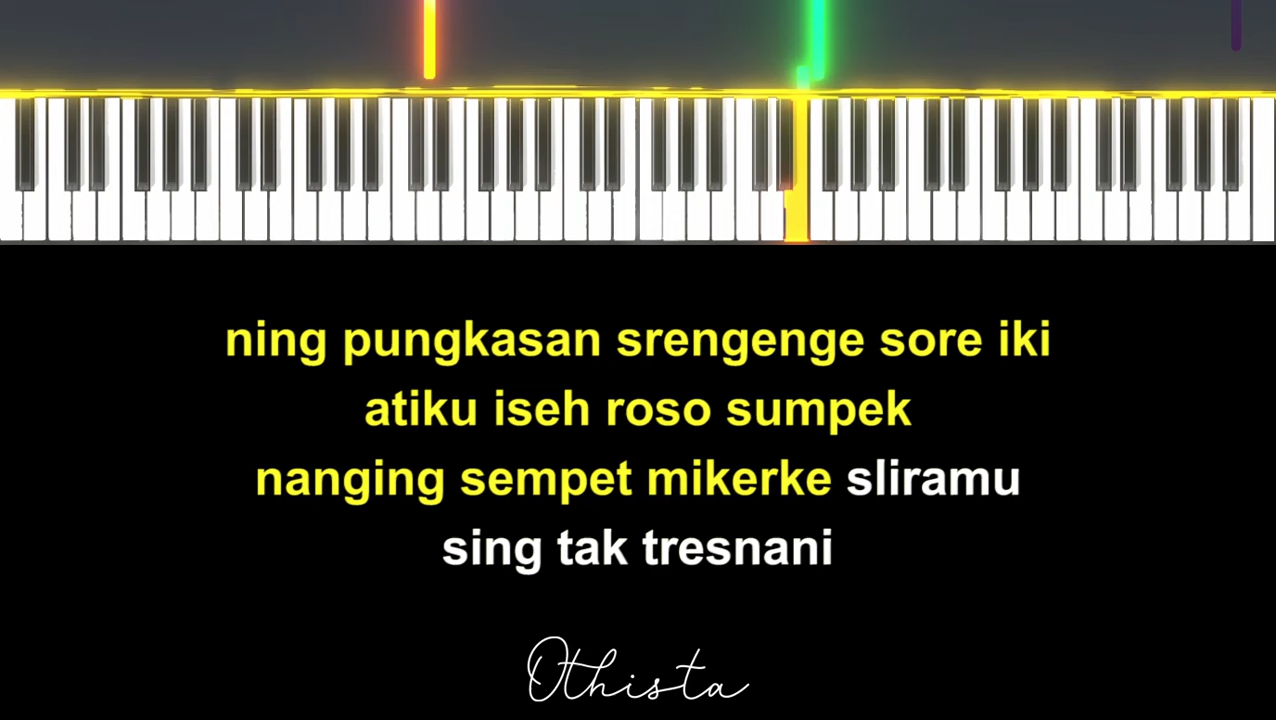 ning pungkasan srengenge sore iki
atiku iseh roso sumpek
nanging sempet mikerke sliramu
sing tak tresnani
Othista